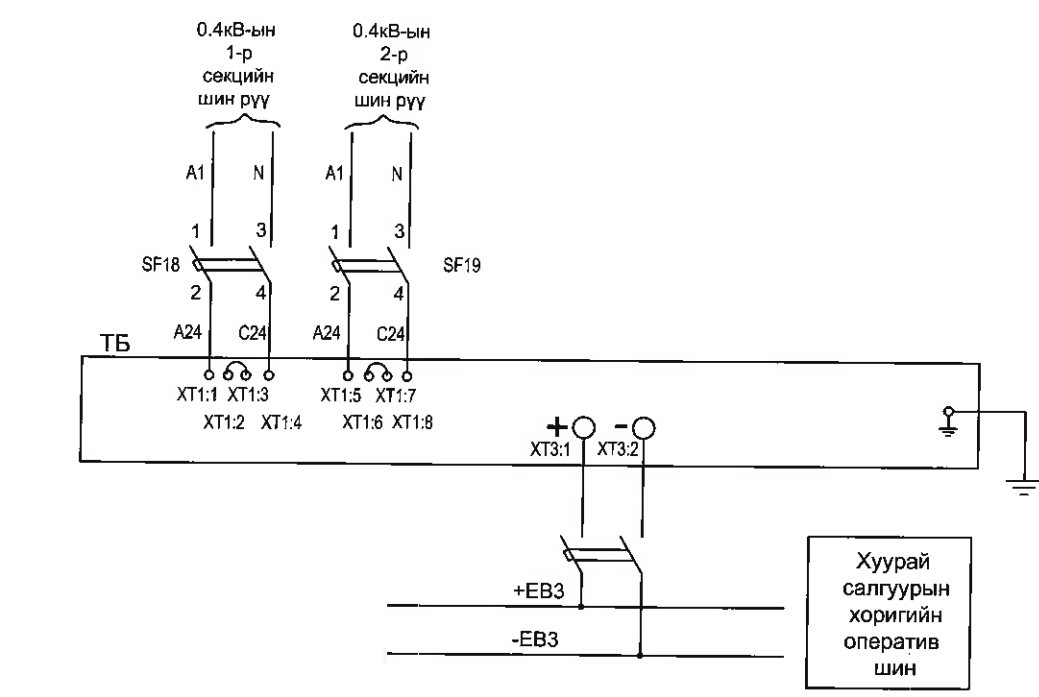 0.4кВ-ын
1-р
секцийн
шин рүү
0.4кВ-ын
2-р
секцийн
шин рүү
A1 N A1 N
1 3 1 3
SF18 SF19
2 4 2 4
A24 C24 A24 C24
ТБ
XT1:1 XT1:3 XT1:5 XT1:7
XT1:2 XT1:4 XT1:6 XT1:8
+ -
XT3:1 XT3:2
+ЕВ3
-ЕВ3
Хуурай
салгуурын
хоригийн
оператив
шин